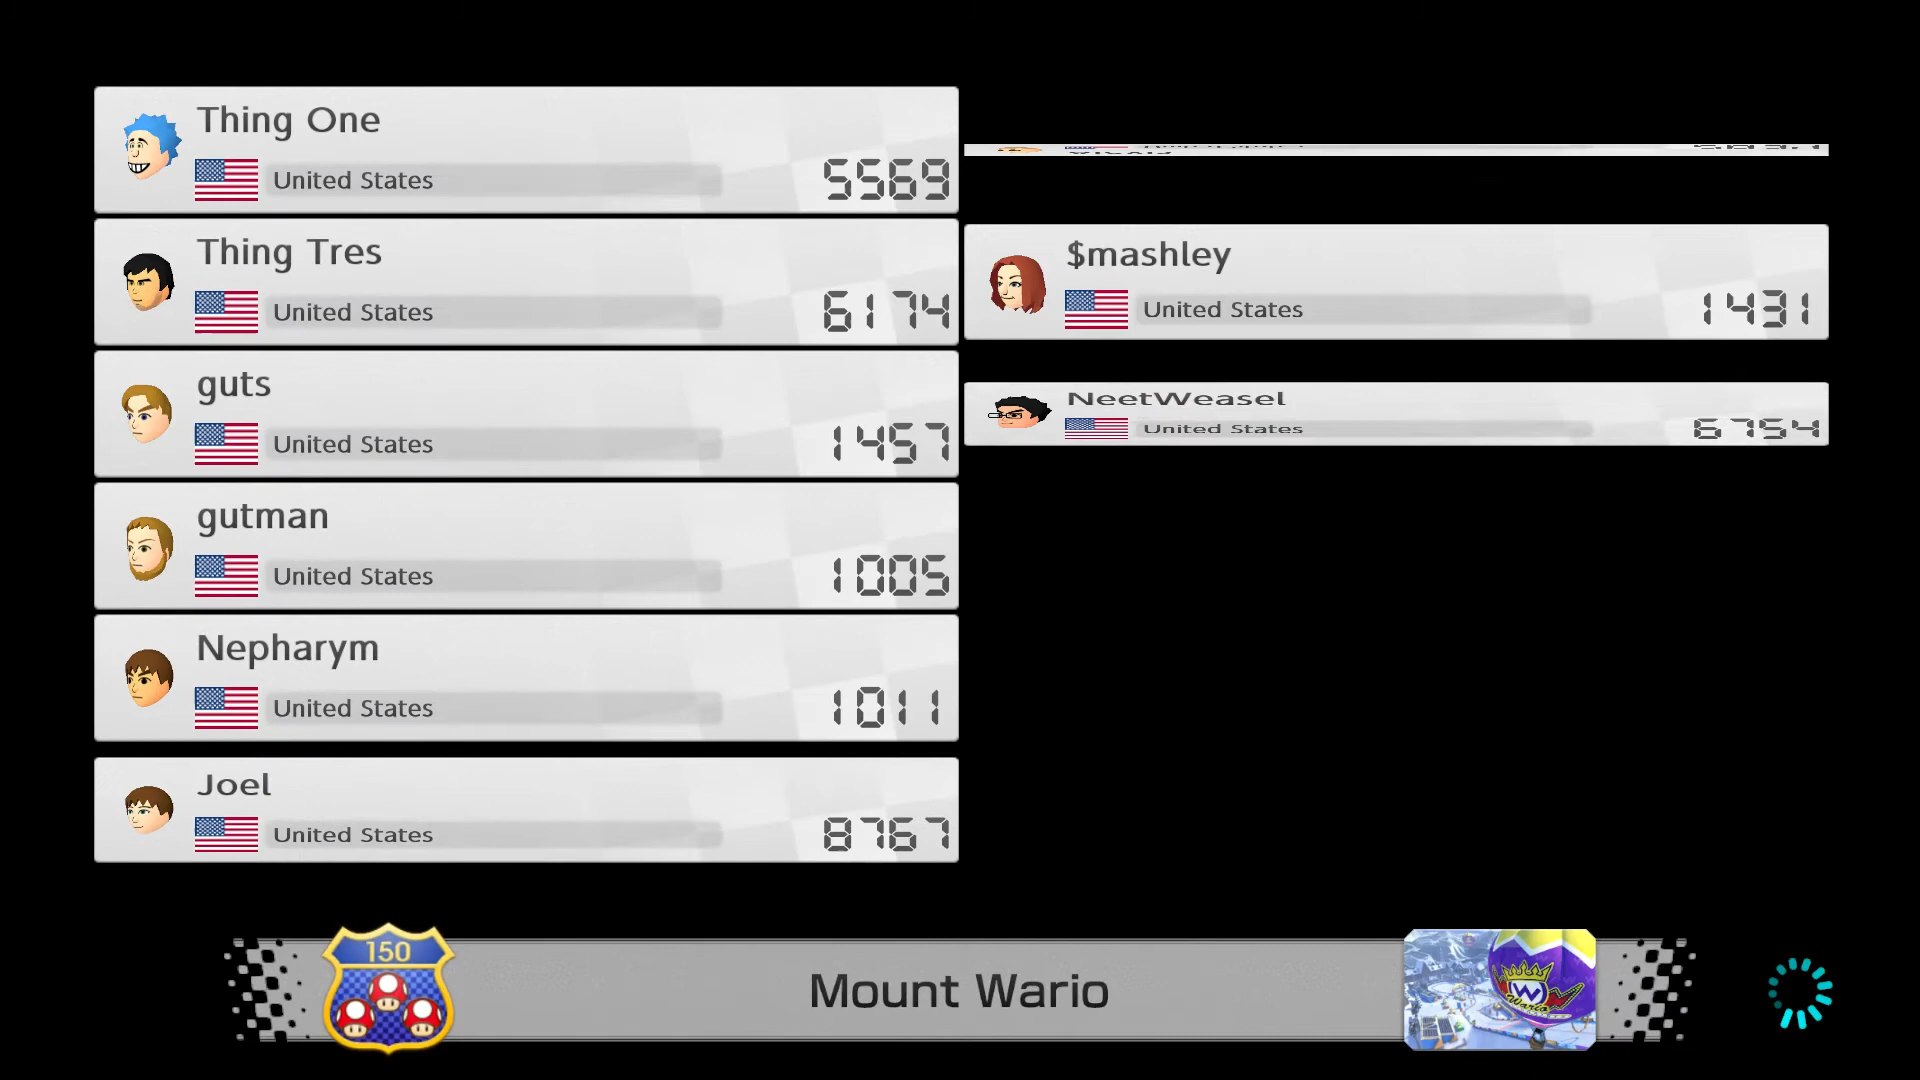 Thing One
United States
5569
Thing Tres
United States
6174
guts
United States
1457
gutman
United States
1005
Nepharym
United States
1011
Joel
United States
8767
$mashley
United States
1431
NeetWeasel
United States
6754
150
Mount Wario
W
Wario